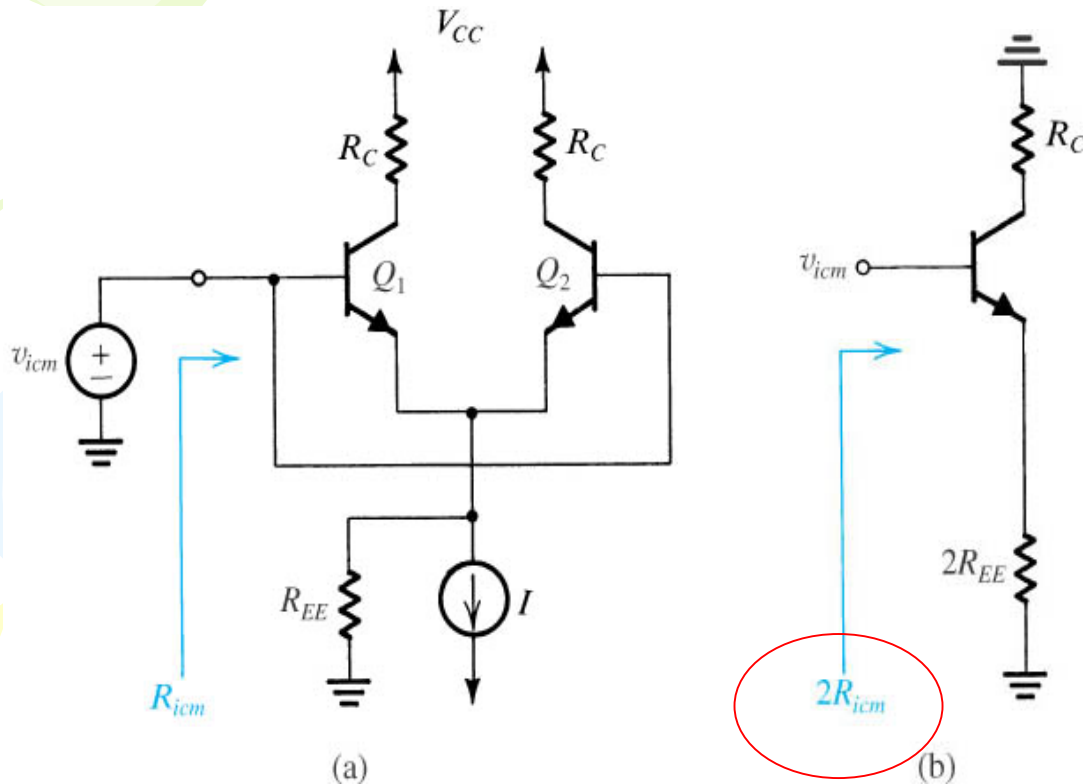 V_CC
R_C
R_C
R_C
Q_1
Q_2
v_icm
v_icm
+
−
R_EE
I
2R_EE
R_icm
2R_icm
(a)
(b)